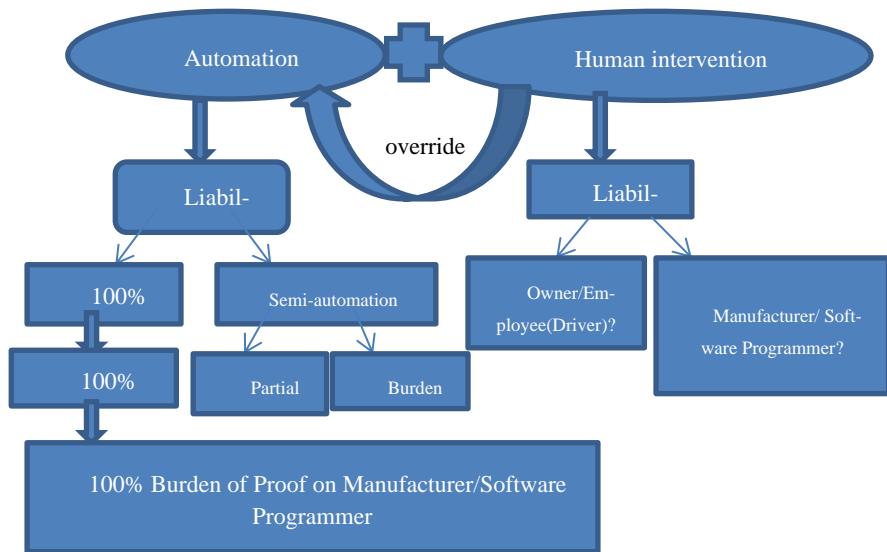 Automation
Human intervention
override
Liabil-
Liabil-
100%
Semi-automation
Owner/Em-
ployee(Driver)?
Manufacturer/ Soft-
ware Programmer?
100%
Partial
Burden
100% Burden of Proof on Manufacturer/Software
Programmer